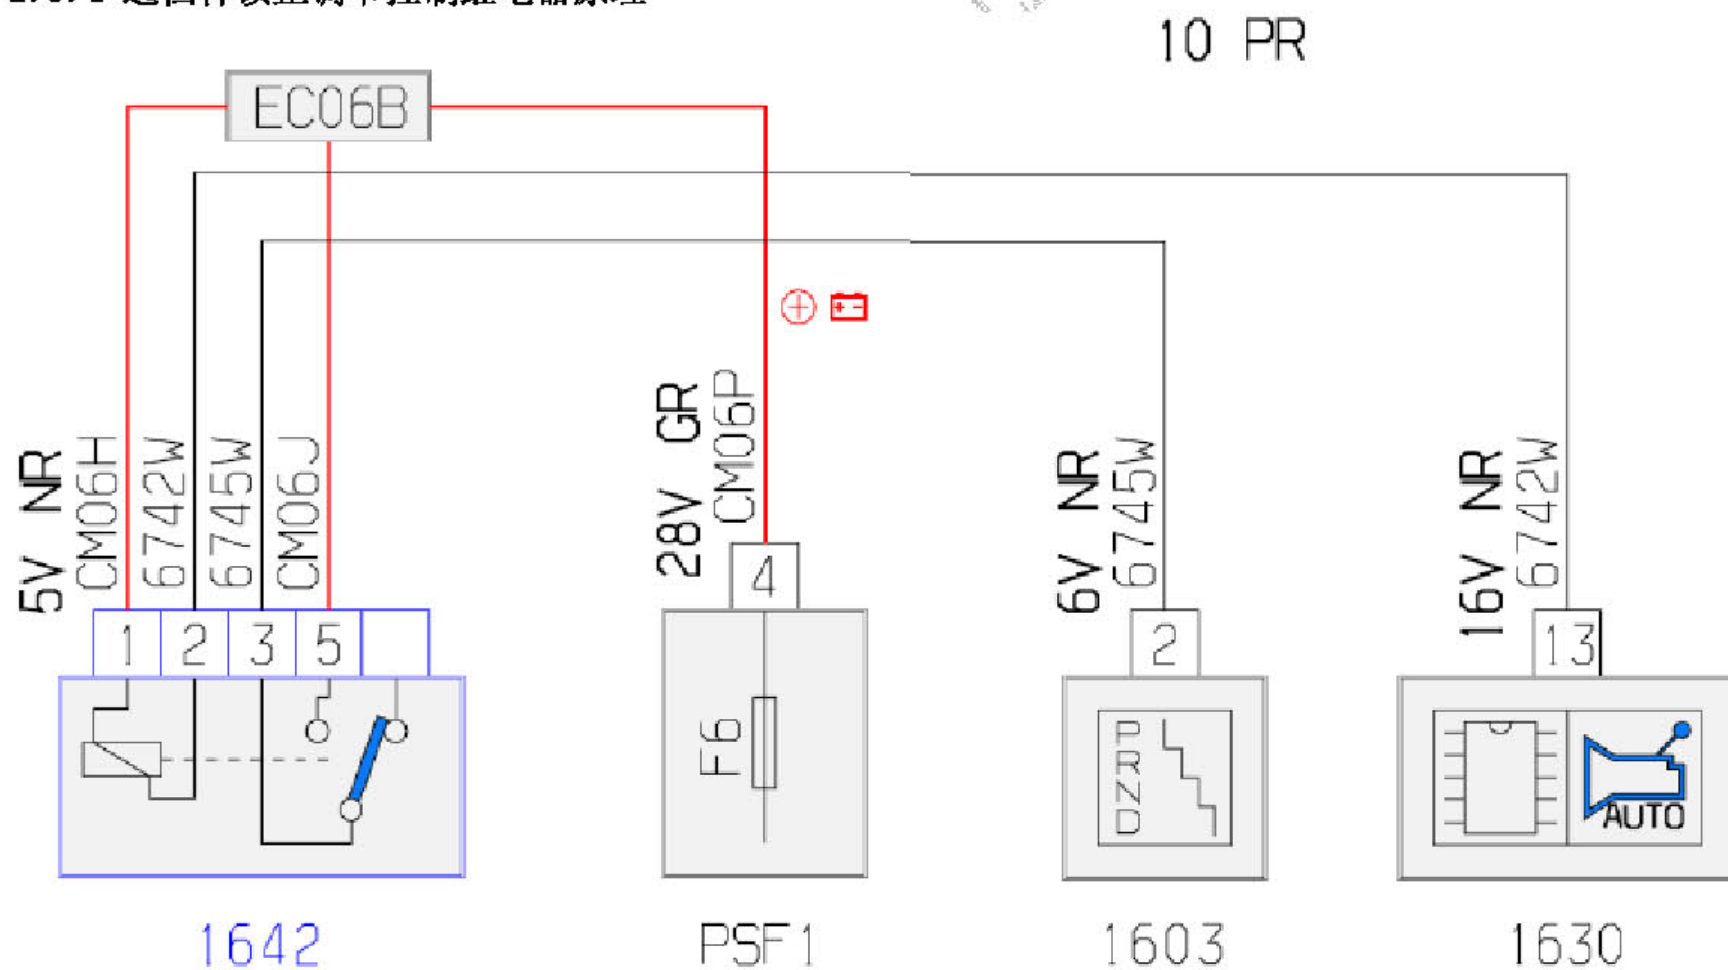 10 PR
EC06B
5V NR
CM06H
6742W
6745W
CM06J
28V GR
CM06P
6V NR
6745W
16V NR
6742W
1
2
3
5
4
2
13
F6
P
R
N
D
AUTO
1642
PSF1
1603
1630